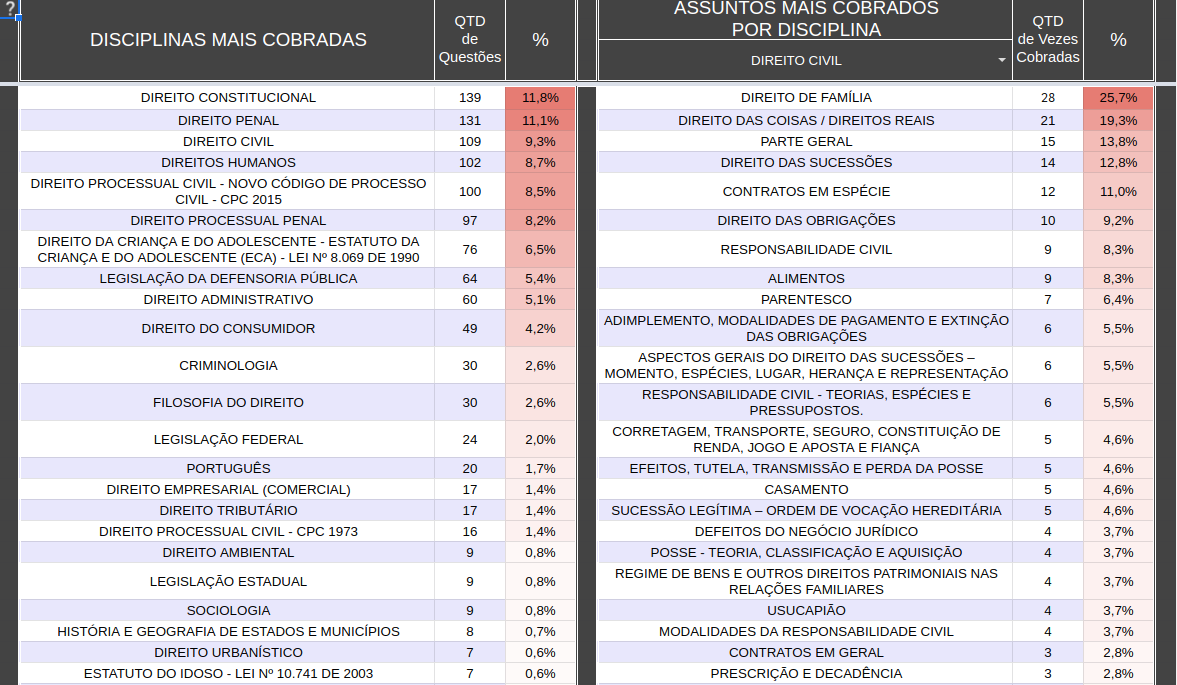 ?
DISCIPLINAS MAIS COBRADAS
QTD
de
Questões
%
DIREITO CONSTITUCIONAL 139 11,8%
DIREITO PENAL 131 11,1%
DIREITO CIVIL 109 9,3%
DIREITOS HUMANOS 102 8,7%
DIREITO PROCESSUAL CIVIL - NOVO CÓDIGO DE PROCESSO
CIVIL - CPC 2015 100 8,5%
DIREITO PROCESSUAL PENAL 97 8,2%
DIREITO DA CRIANÇA E DO ADOLESCENTE - ESTATUTO DA
CRIANÇA E DO ADOLESCENTE (ECA) - LEI Nº 8.069 DE 1990 76 6,5%
LEGISLAÇÃO DA DEFENSORIA PÚBLICA 64 5,4%
DIREITO ADMINISTRATIVO 60 5,1%
DIREITO DO CONSUMIDOR 49 4,2%
CRIMINOLOGIA 30 2,6%
FILOSOFIA DO DIREITO 30 2,6%
LEGISLAÇÃO FEDERAL 24 2,0%
PORTUGUÊS 20 1,7%
DIREITO EMPRESARIAL (COMERCIAL) 17 1,4%
DIREITO TRIBUTÁRIO 17 1,4%
DIREITO PROCESSUAL CIVIL - CPC 1973 16 1,4%
DIREITO AMBIENTAL 9 0,8%
LEGISLAÇÃO ESTADUAL 9 0,8%
SOCIOLOGIA 9 0,8%
HISTÓRIA E GEOGRAFIA DE ESTADOS E MUNICÍPIOS 8 0,7%
DIREITO URBANÍSTICO 7 0,6%
ESTATUTO DO IDOSO - LEI Nº 10.741 DE 2003 7 0,6%
ASSUNTOS MAIS COBRADOS
POR DISCIPLINA
DIREITO CIVIL
QTD
de Vezes
Cobradas
%
DIREITO DE FAMÍLIA 28 25,7%
DIREITO DAS COISAS / DIREITOS REAIS 21 19,3%
PARTE GERAL 15 13,8%
DIREITO DAS SUCESSÕES 14 12,8%
CONTRATOS EM ESPÉCIE 12 11,0%
DIREITO DAS OBRIGAÇÕES 10 9,2%
RESPONSABILIDADE CIVIL 9 8,3%
ALIMENTOS 9 8,3%
PARENTESCO 7 6,4%
ADIMPLEMENTO, MODALIDADES DE PAGAMENTO E EXTINÇÃO
DAS OBRIGAÇÕES 6 5,5%
ASPECTOS GERAIS DO DIREITO DAS SUCESSÕES –
MOMENTO, ESPÉCIES, LUGAR, HERANÇA E REPRESENTAÇÃO 6 5,5%
RESPONSABILIDADE CIVIL - TEORIAS, ESPÉCIES E
PRESSUPOSTOS. 6 5,5%
CORRETAGEM, TRANSPORTE, SEGURO, CONSTITUIÇÃO DE
RENDA, JOGO E APOSTA E FIANÇA 5 4,6%
EFEITOS, TUTELA, TRANSMISSÃO E PERDA DA POSSE 5 4,6%
CASAMENTO 5 4,6%
SUCESSÃO LEGÍTIMA – ORDEM DE VOCAÇÃO HEREDITÁRIA 5 4,6%
DEFEITOS DO NEGÓCIO JURÍDICO 4 3,7%
POSSE - TEORIA, CLASSIFICAÇÃO E AQUISIÇÃO 4 3,7%
REGIME DE BENS E OUTROS DIREITOS PATRIMONIAIS NAS
RELAÇÕES FAMILIARES 4 3,7%
USUCAPIÃO 4 3,7%
MODALIDADES DA RESPONSABILIDADE CIVIL 4 3,7%
CONTRATOS EM GERAL 3 2,8%
PRESCRIÇÃO E DECADÊNCIA 3 2,8%